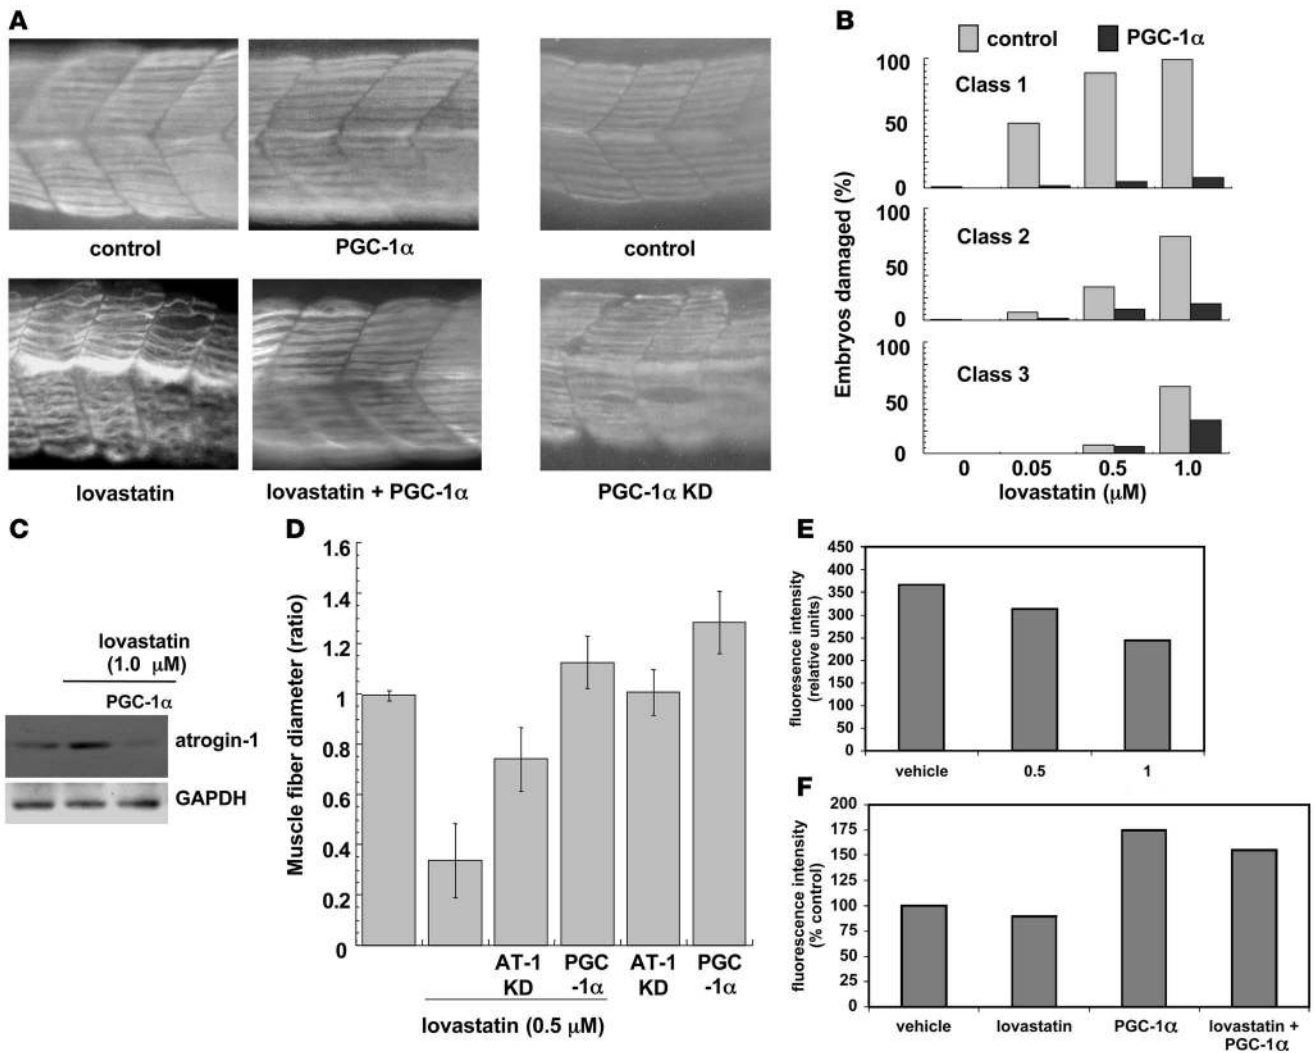 A
control
PGC-1α
control
lovastatin
lovastatin + PGC-1α
PGC-1α KD
B
control
PGC-1α
Embryos damaged (%)
100
Class 1
50
0
100
Class 2
50
0
100
Class 3
50
0
0
0.05
0.5
1.0
lovastatin (μM)
C
lovastatin
(1.0 μM)
PGC-1α
atrogin-1
GAPDH
D
Muscle fiber diameter (ratio)
1.6
1.4
1.2
1
0.8
0.6
0.4
0.2
0
AT-1 KD
PGC -1α
AT-1 KD
PGC -1α
lovastatin (0.5 μM)
E
fluoresence intensity
(relative units)
450
400
350
300
250
200
150
100
50
0
vehicle
0.5
1
F
fluorescence intensity
(% control)
200
175
150
125
100
75
50
25
0
vehicle
lovastatin
PGC-1α
lovastatin +
PGC-1α